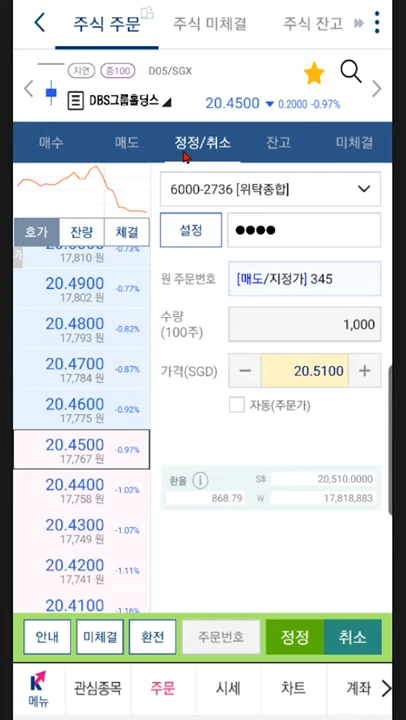 주식 주문 주식 미체결 주식 잔고
지연 증100 D05/SGX
DBS그룹홀딩스 20.4500 ▼ 0.2000 -0.97%
매수 매도 정정/취소 잔고 미체결
6000-2736 [위탁종합]
호가 잔량 체결 설정 ●●●●
-0.73%
17,810 원
20.4900 -0.77%
17,802 원
원 주문번호 [매도/지정가] 345
20.4800 -0.82%
17,793 원
수량
(100주) 1,000
20.4700 -0.87%
17,784 원
가격(SGD) − 20.5100 +
20.4600 -0.92%
17,775 원
자동(주문가)
20.4500 -0.97%
17,767 원
20.4400 -1.02%
17,758 원
환율 S$ 20,510.0000
868.79 W 17,818,883
20.4300 -1.07%
17,749 원
20.4200 -1.11%
17,741 원
20.4100 -1.16%
안내 미체결 환전 주문번호 정정 취소
메뉴 관심종목 주문 시세 차트 계좌